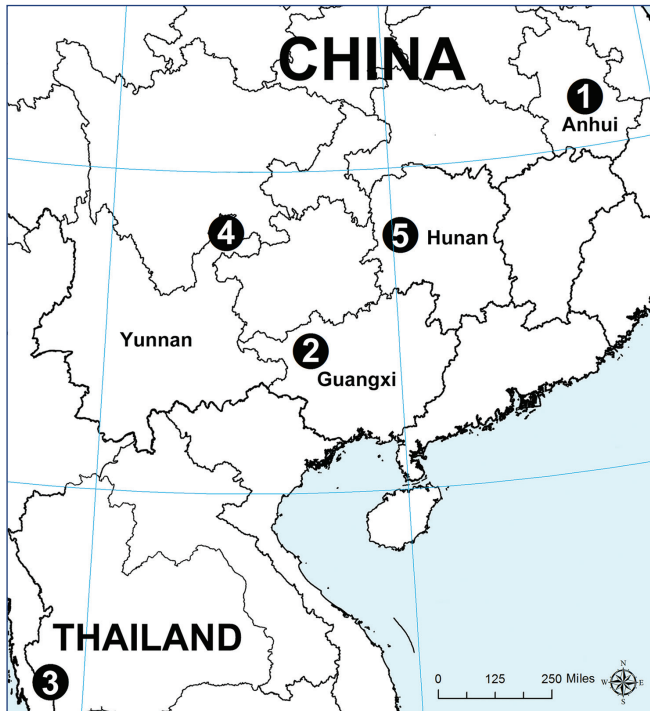 CHINA
1
Anhui
4
5
Hunan
Yunnan
2
Guangxi
THAILAND
3
0 125 250 Miles
N
W E
S